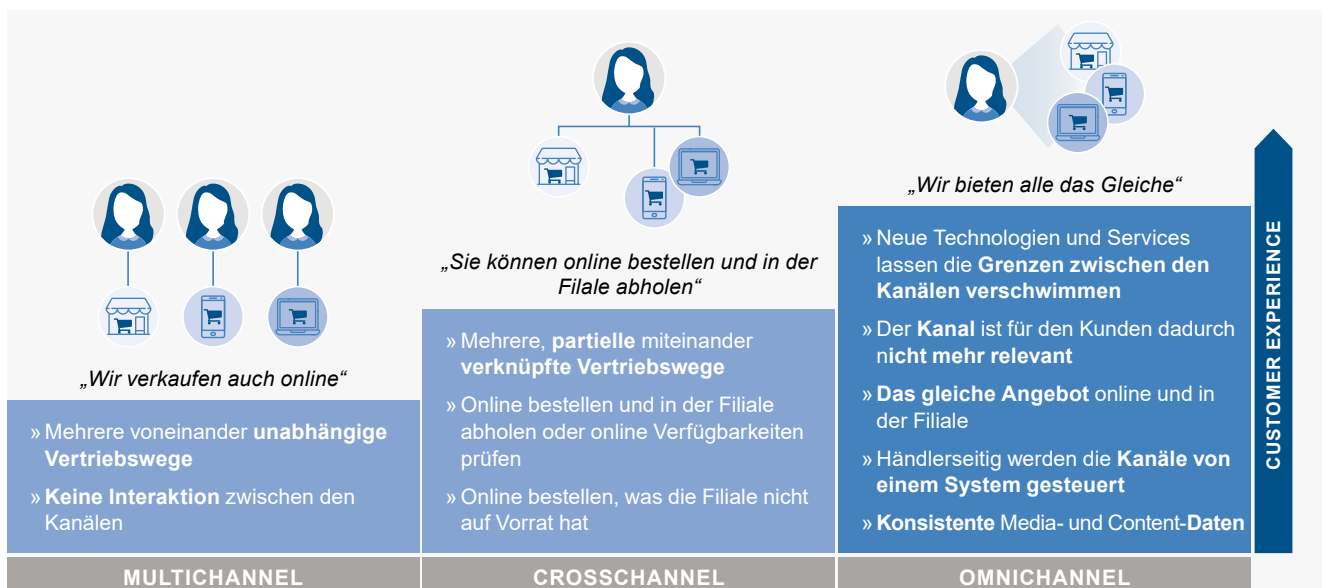 „Wir verkaufen auch online“
» Mehrere voneinander unabhängige
Vertriebswege
» Keine Interaktion zwischen den
Kanälen
MULTICHANNEL
„Sie können online bestellen und in der
Filale abholen“
» Mehrere, partielle miteinander
verknüpfte Vertriebswege
» Online bestellen und in der Filiale
abholen oder online Verfügbarkeiten
prüfen
» Online bestellen, was die Filiale nicht
auf Vorrat hat
CROSSCHANNEL
„Wir bieten alle das Gleiche“
» Neue Technologien und Services
lassen die Grenzen zwischen den
Kanälen verschwimmen
» Der Kanal ist für den Kunden dadurch
nicht mehr relevant
» Das gleiche Angebot online und in
der Filiale
» Händlerseitig werden die Kanäle von
einem System gesteuert
» Konsistente Media- und Content-Daten
OMNICHANNEL
CUSTOMER EXPERIENCE